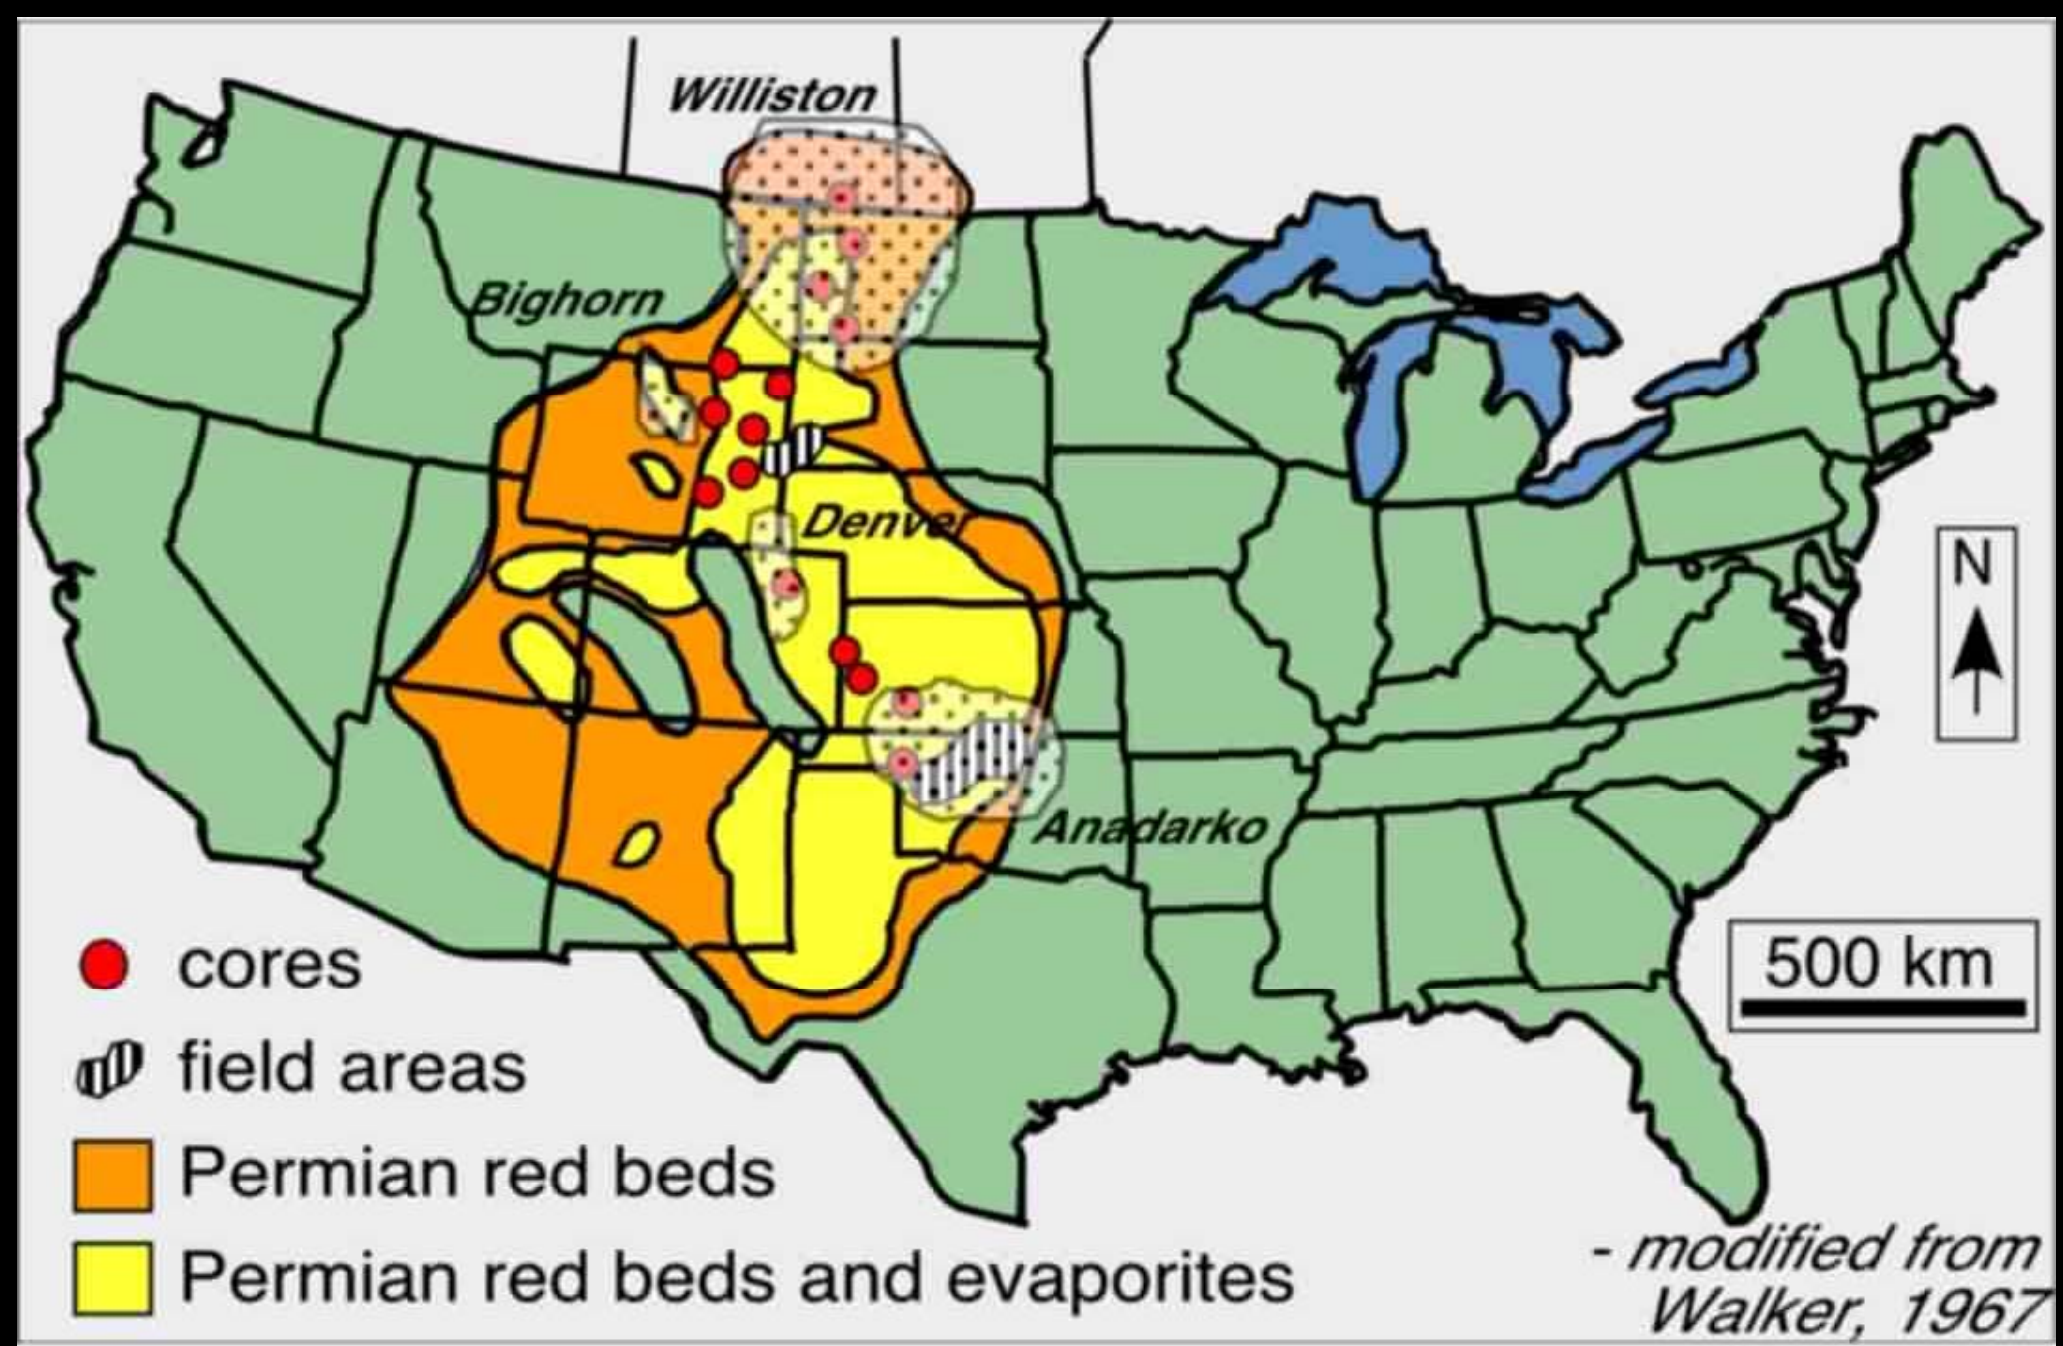 Williston
Bighorn
Denver
N
Anadarko
cores
500 km
field areas
Permian red beds
Permian red beds and evaporites
- modified from
Walker, 1967